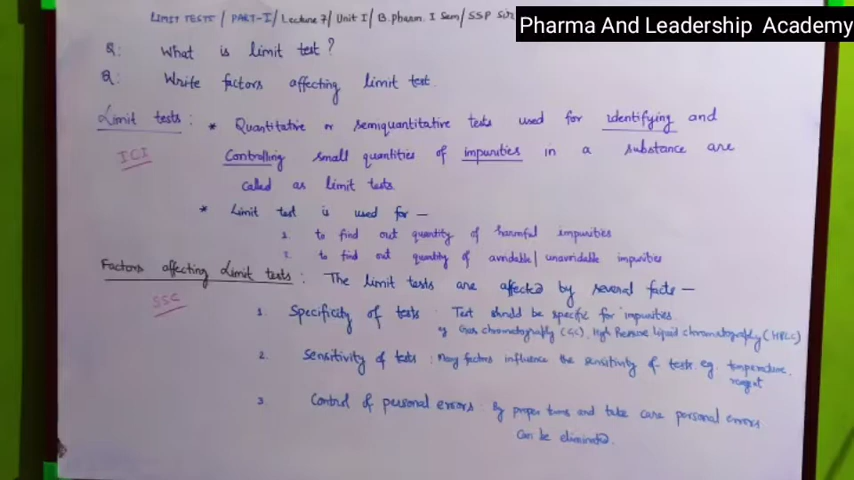 LIMIT TESTS / PART-I / Lecture 7 / Unit I / B.Pharm. I Sem / SSP Sir
Pharma And Leadership Academy
Q: What is limit test?
Q: Write factors affecting limit test.
Limit tests : * Quantitative or semiquantitative tests used for identifying and
ICI Controlling small quantities of impurities in a substance are
called as limit tests.
* Limit test is used for —
1. to find out quantity of harmful impurities
2. to find out quantity of avoidable / unavoidable impurities
Factors affecting Limit tests : The limit tests are affected by several facts —
SSC
1. Specificity of tests : Test should be specific for impurities.
eg Gas chromatography (GC), High Pressure liquid chromatography (HPLC)
2. Sensitivity of tests : Many factors influence the sensitivity of tests. eg. temperature,
reagent
3. Control of personal errors : By proper and take care personal errors
Can be eliminated.